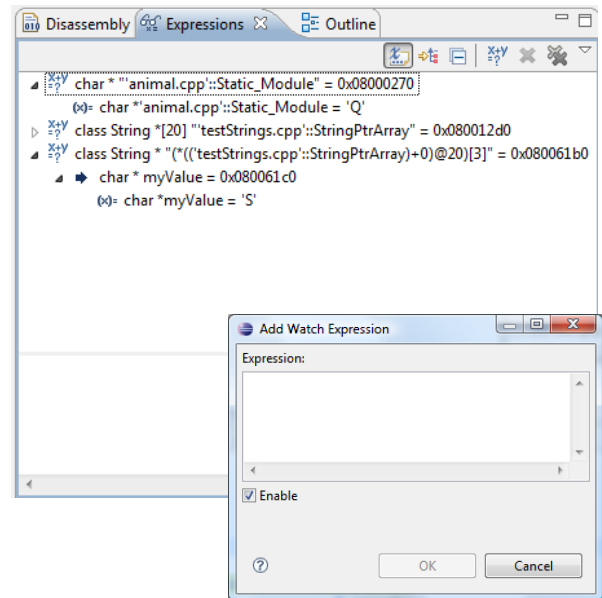 Disassembly Expressions Outline
char * "'animal.cpp'::Static_Module" = 0x08000270
(x)= char *'animal.cpp'::Static_Module = 'Q'
class String *[20] "'testStrings.cpp'::StringPtrArray" = 0x080012d0
class String * "(*(('testStrings.cpp'::StringPtrArray)+0)@20)[3]" = 0x080061b0
char * myValue = 0x080061c0
(x)= char *myValue = 'S'
Add Watch Expression
Expression:
Enable
OK Cancel